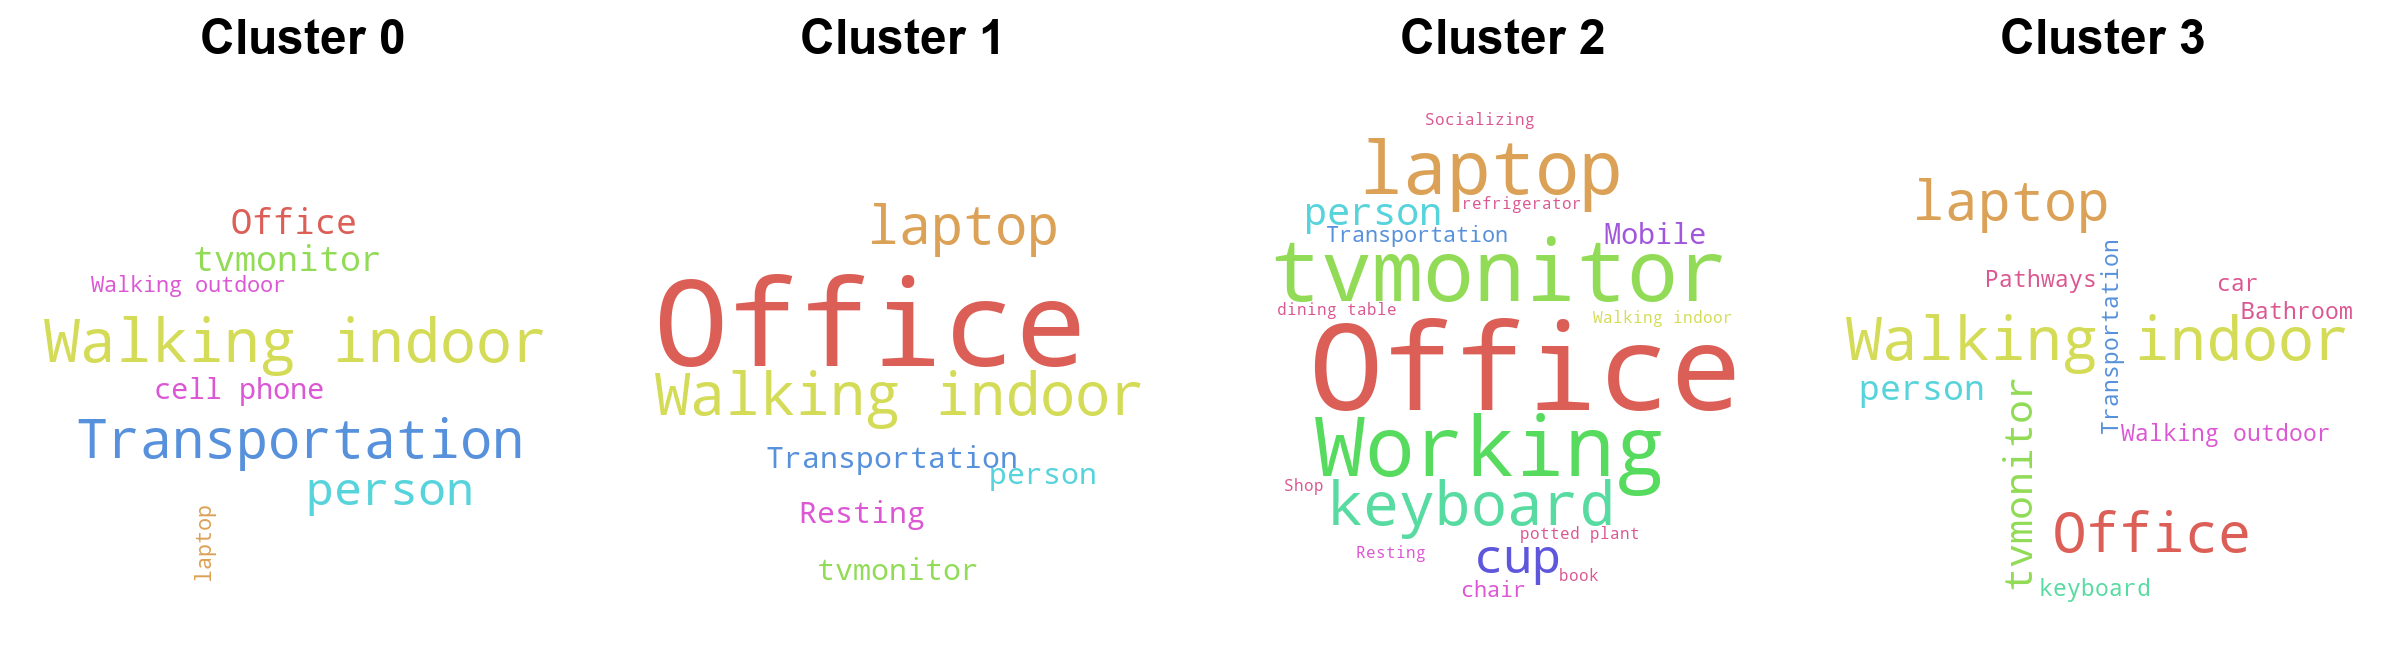 Cluster 0
Office
tvmonitor
Walking outdoor
Walking indoor
cell phone
Transportation
person
laptop
Cluster 1
laptop
Office
Walking indoor
Transportation
person
Resting
tvmonitor
Cluster 2
Socializing
laptop
refrigerator
person
Transportation
Mobile
tvmonitor
dining table
Walking indoor
Office
Working
Shop
keyboard
potted plant
Resting
cup
book
chair
Cluster 3
laptop
Transportation
Pathways
car
Bathroom
Walking indoor
person
tvmonitor
Walking outdoor
Office
keyboard